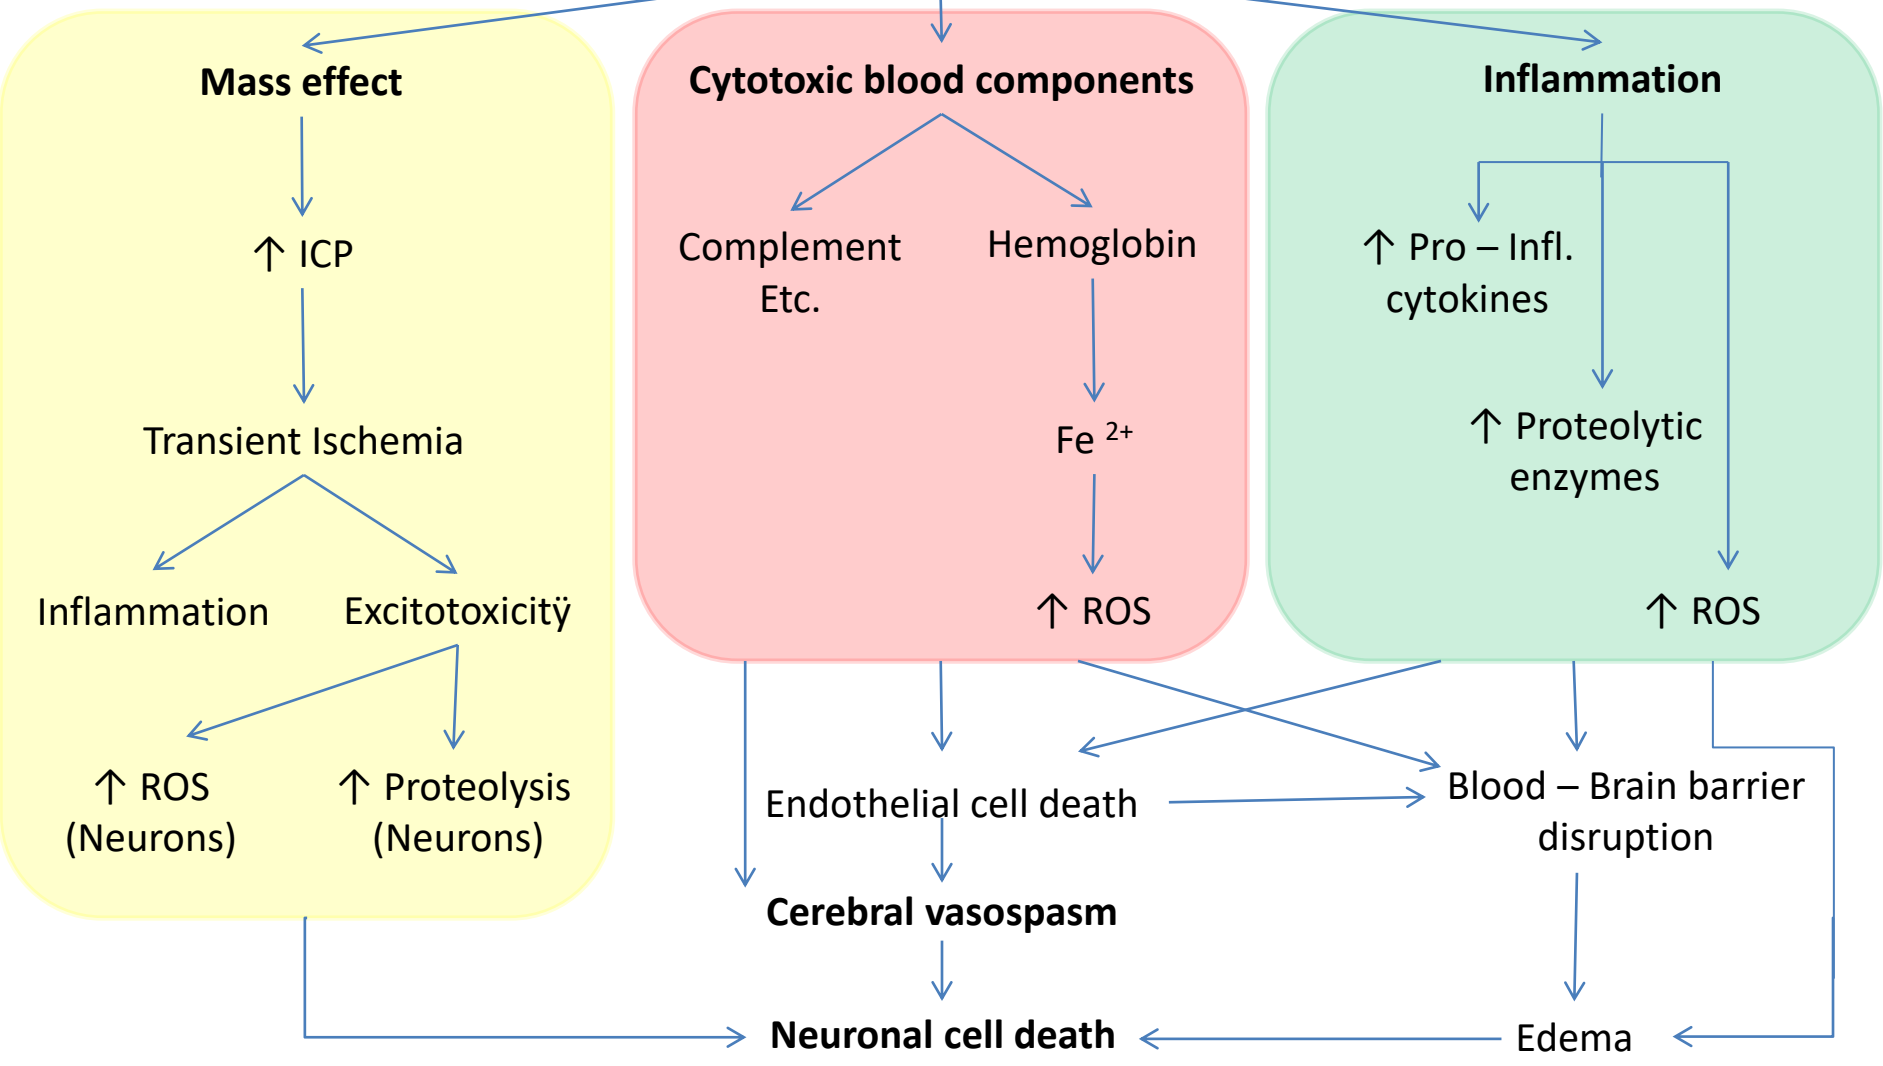 Mass effect
↑ ICP
Transient Ischemia
Inflammation
Excitotoxicitÿ
↑ ROS
(Neurons)
↑ Proteolysis
(Neurons)
Cytotoxic blood components
Complement
Etc.
Hemoglobin
Fe ²⁺
↑ ROS
Inflammation
↑ Pro – Infl.
cytokines
↑ Proteolytic
enzymes
↑ ROS
Endothelial cell death
Blood – Brain barrier
disruption
Cerebral vasospasm
Neuronal cell death
Edema